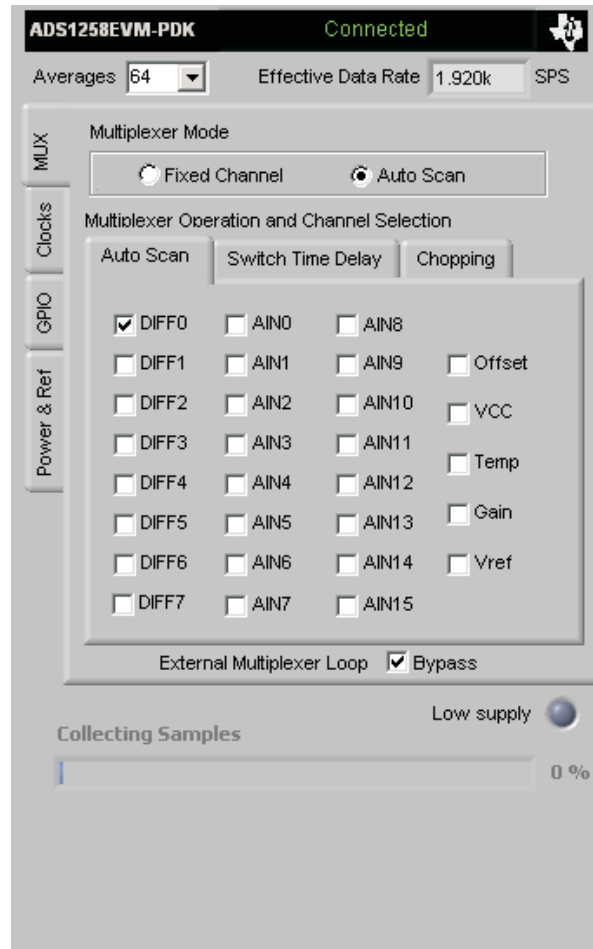 ADS1258EVM-PDK Connected
Averages 64 Effective Data Rate 1.920k SPS
MUX
Clocks
GPIO
Power & Ref
Multiplexer Mode
Fixed Channel Auto Scan
Multiplexer Operation and Channel Selection
Auto Scan Switch Time Delay Chopping
DIFF0 AIN0 AIN8
DIFF1 AIN1 AIN9 Offset
DIFF2 AIN2 AIN10 VCC
DIFF3 AIN3 AIN11
DIFF4 AIN4 AIN12 Temp
DIFF5 AIN5 AIN13 Gain
DIFF6 AIN6 AIN14 Vref
DIFF7 AIN7 AIN15
External Multiplexer Loop Bypass
Low supply
Collecting Samples
0 %